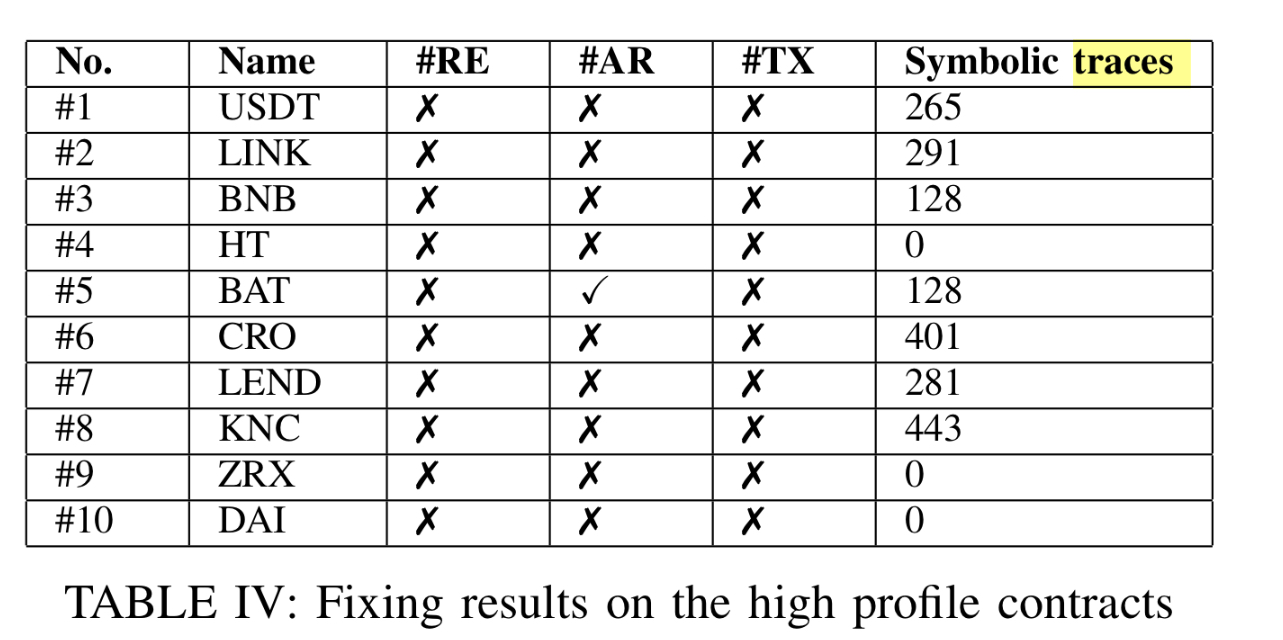 No. Name #RE #AR #TX Symbolic traces
#1 USDT ✗ ✗ ✗ 265
#2 LINK ✗ ✗ ✗ 291
#3 BNB ✗ ✗ ✗ 128
#4 HT ✗ ✗ ✗ 0
#5 BAT ✗ ✓ ✗ 128
#6 CRO ✗ ✗ ✗ 401
#7 LEND ✗ ✗ ✗ 281
#8 KNC ✗ ✗ ✗ 443
#9 ZRX ✗ ✗ ✗ 0
#10 DAI ✗ ✗ ✗ 0
TABLE IV: Fixing results on the high profile contracts